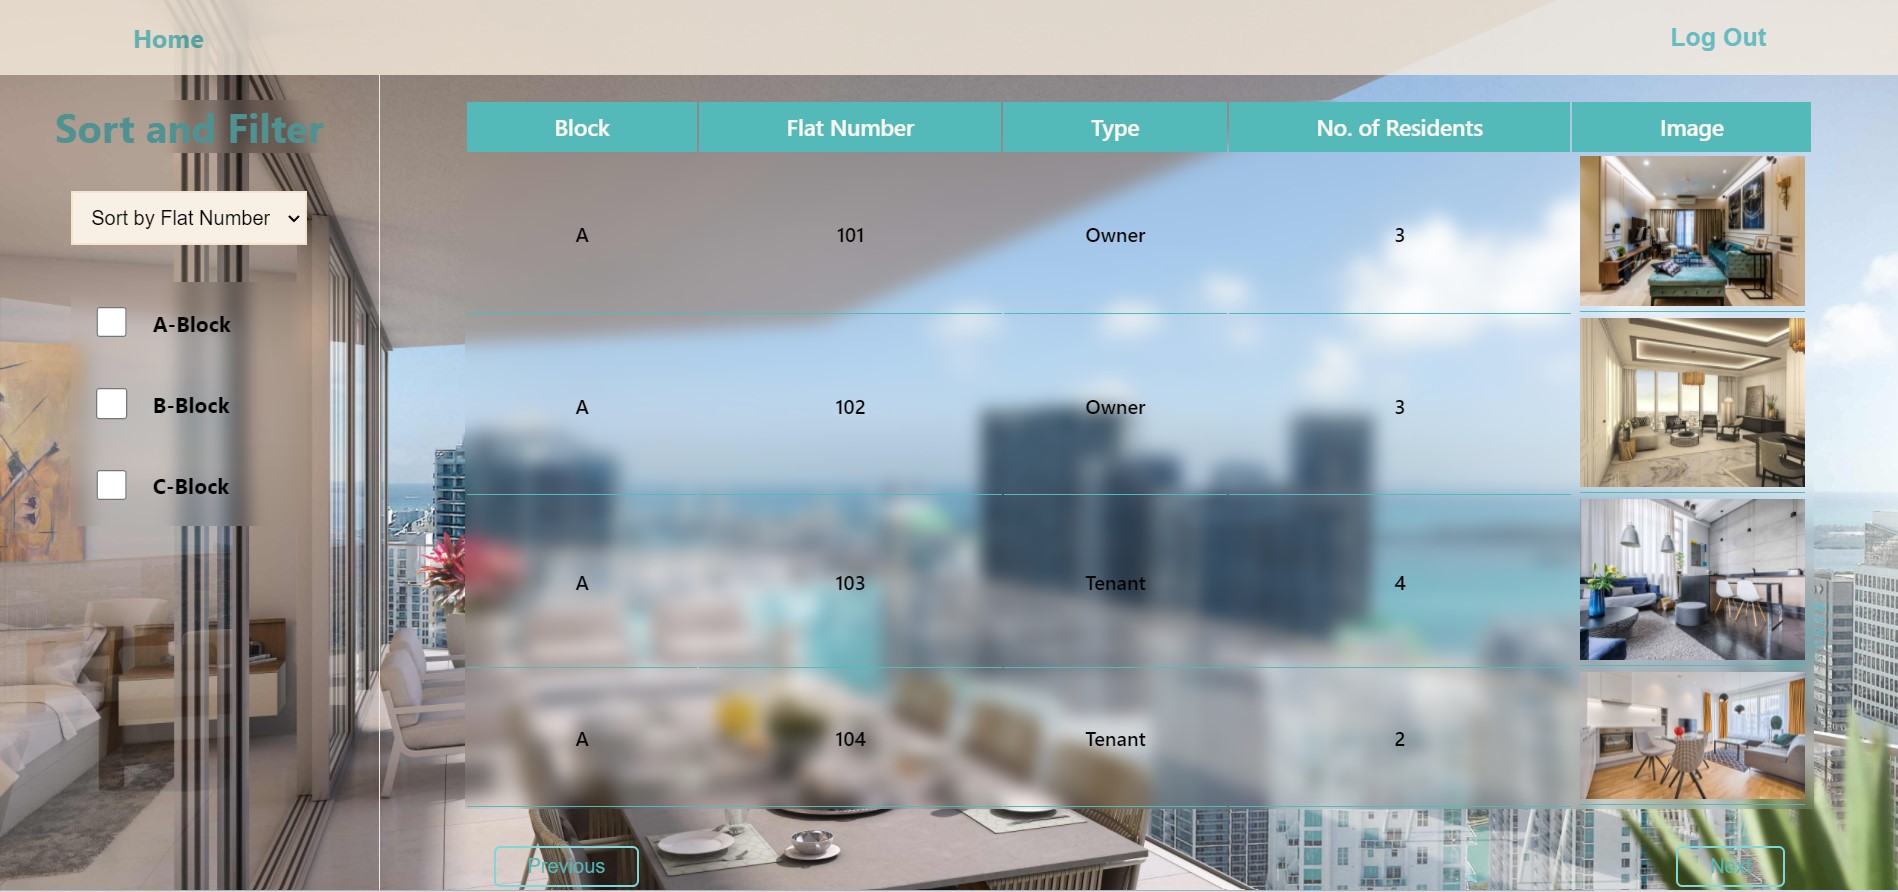 Home
Log Out
Sort and Filter
Sort by Flat Number
A-Block
B-Block
C-Block
Block Flat Number Type No. of Residents Image
A 101 Owner 3
A 102 Owner 3
A 103 Tenant 4
A 104 Tenant 2
Previous
Next